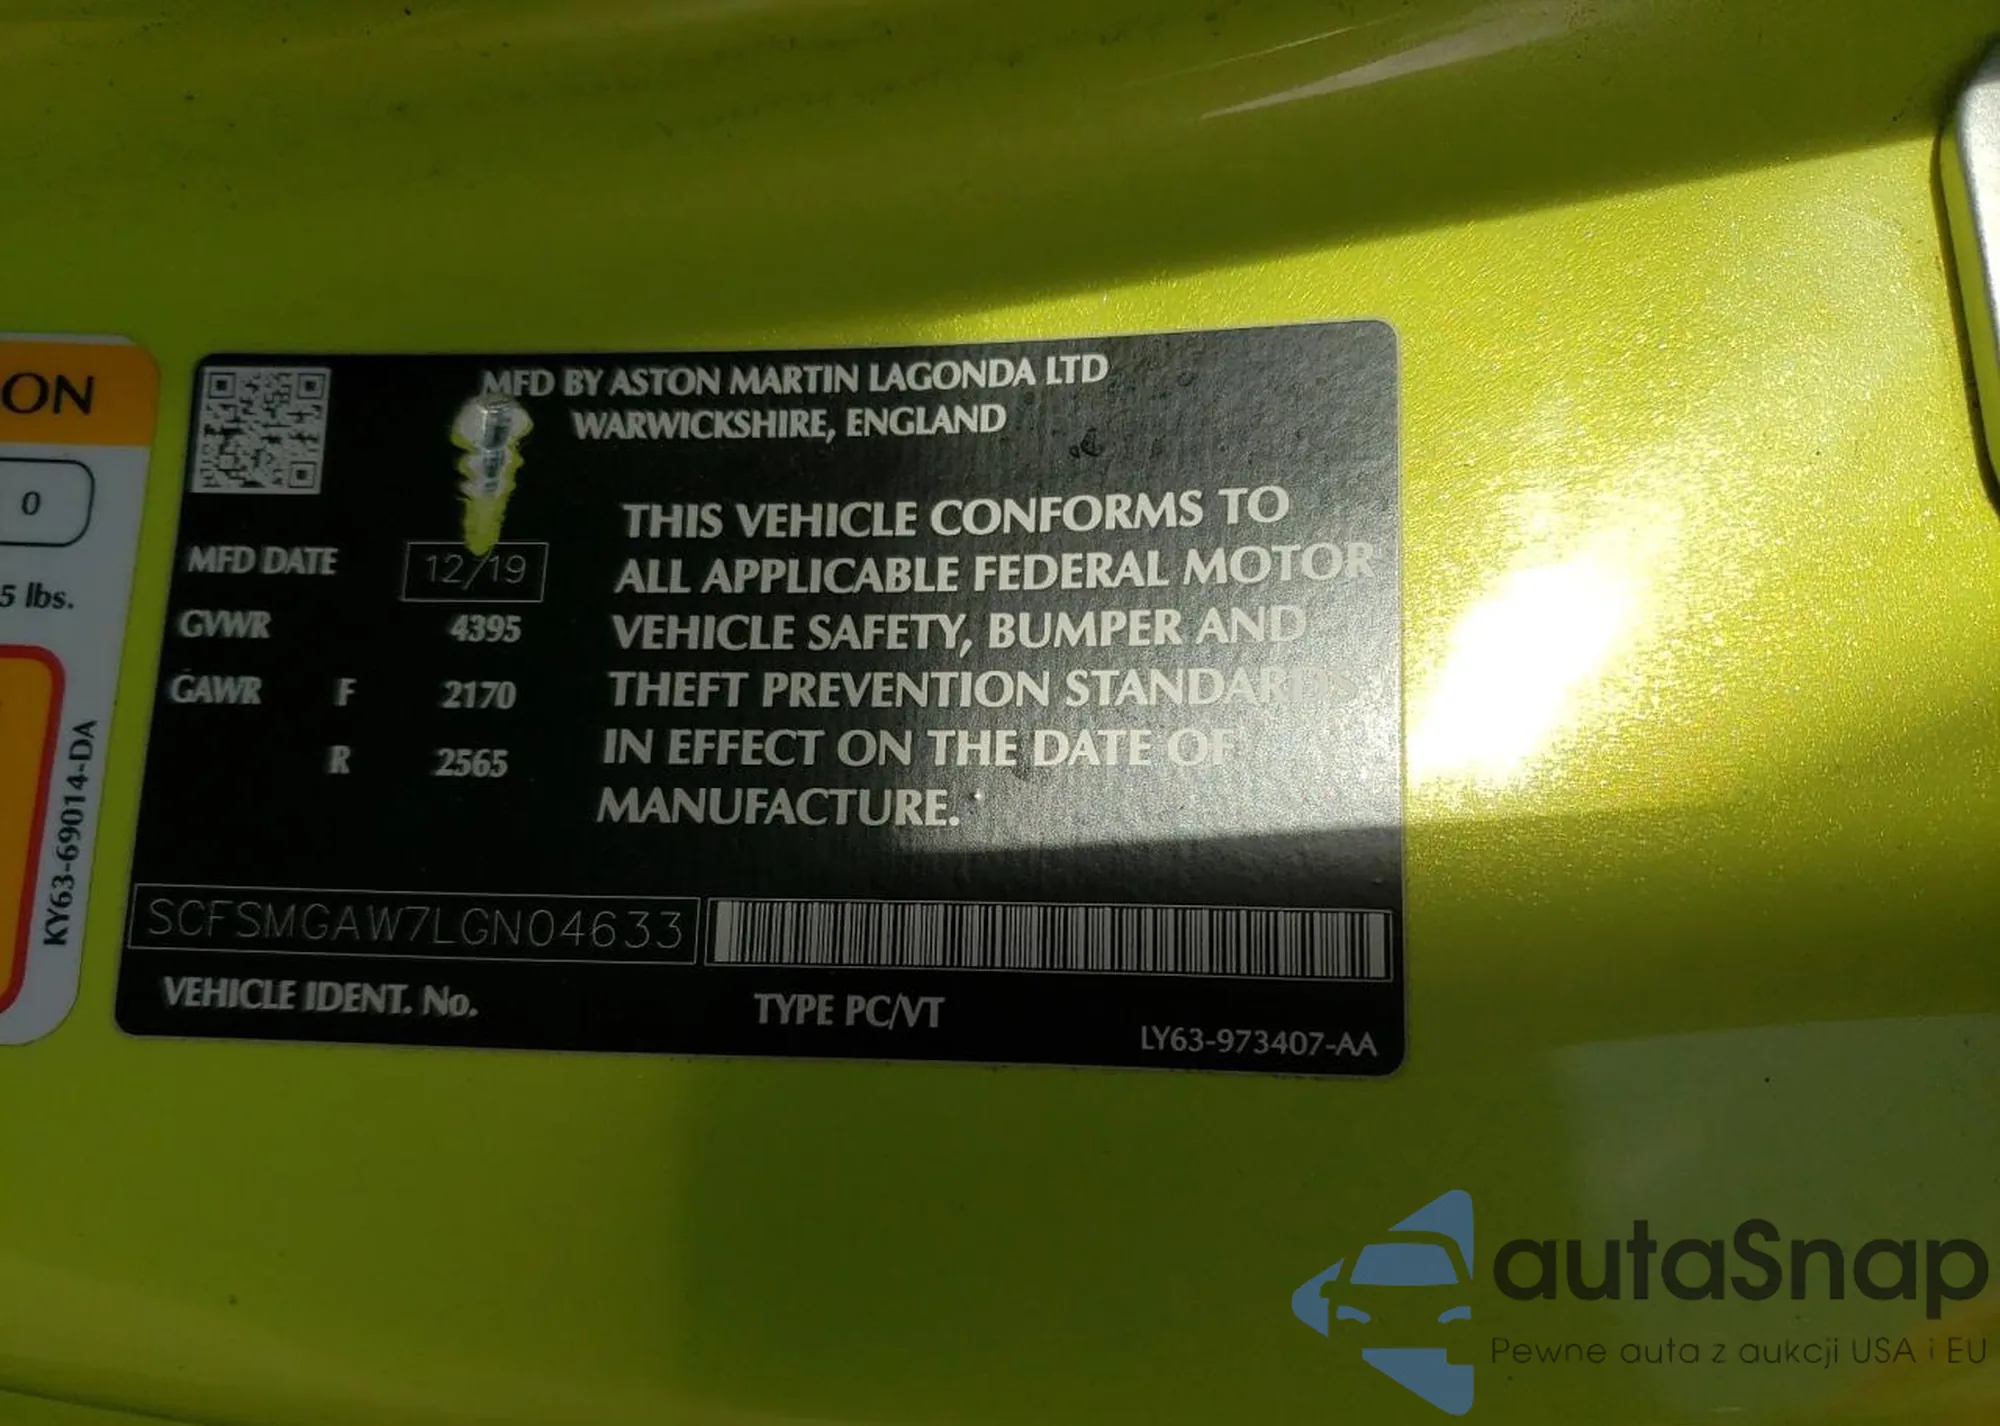 ON
0
5 lbs.
KY63-69014-DA
MFD BY ASTON MARTIN LAGONDA LTD
WARWICKSHIRE, ENGLAND
MFD DATE 12/19
GVWR 4395
GAWR F 2170
R 2565
THIS VEHICLE CONFORMS TO
ALL APPLICABLE FEDERAL MOTOR
VEHICLE SAFETY, BUMPER AND
THEFT PREVENTION STANDARDS
IN EFFECT ON THE DATE OF
MANUFACTURE.
SCFSMGAW7LGN04633
VEHICLE IDENT. No.
TYPE PC/VT
LY63-973407-AA
autaSnap
Pewne auta z aukcji USA i EU